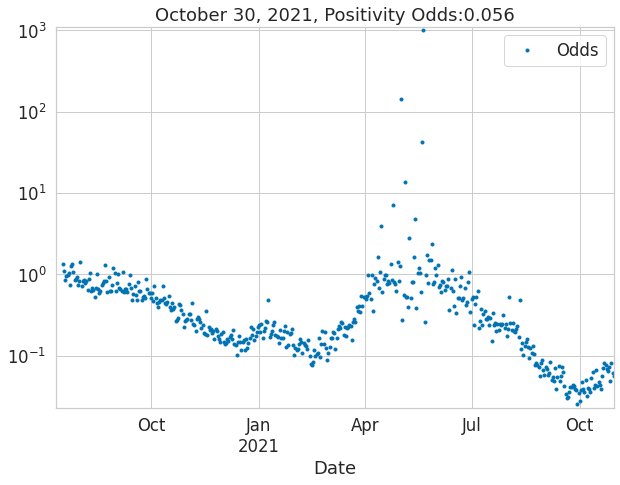 October 30, 2021, Positivity Odds:0.056
10³
10²
10¹
10⁰
10⁻¹
Odds
Oct
Jan
2021
Apr
Jul
Oct
Date